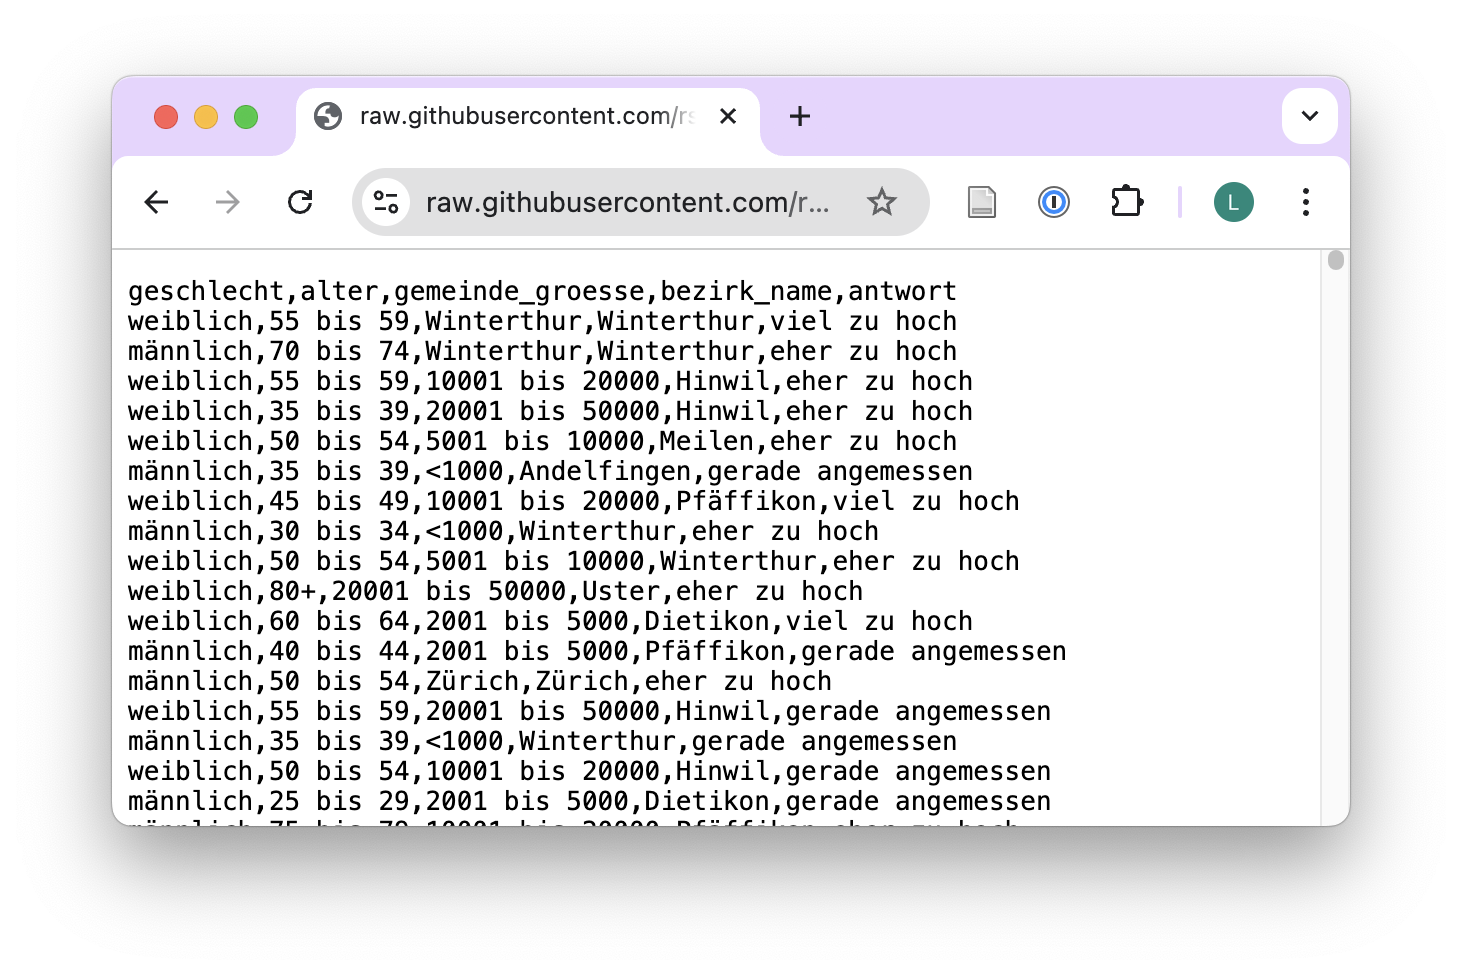 raw.githubusercontent.com/rs
raw.githubusercontent.com/r...
L
geschlecht,alter,gemeinde_groesse,bezirk_name,antwort
weiblich,55 bis 59,Winterthur,Winterthur,viel zu hoch
männlich,70 bis 74,Winterthur,Winterthur,eher zu hoch
weiblich,55 bis 59,10001 bis 20000,Hinwil,eher zu hoch
weiblich,35 bis 39,20001 bis 50000,Hinwil,eher zu hoch
weiblich,50 bis 54,5001 bis 10000,Meilen,eher zu hoch
männlich,35 bis 39,<1000,Andelfingen,gerade angemessen
weiblich,45 bis 49,10001 bis 20000,Pfäffikon,viel zu hoch
männlich,30 bis 34,<1000,Winterthur,eher zu hoch
weiblich,50 bis 54,5001 bis 10000,Winterthur,eher zu hoch
weiblich,80+,20001 bis 50000,Uster,eher zu hoch
weiblich,60 bis 64,2001 bis 5000,Dietikon,viel zu hoch
männlich,40 bis 44,2001 bis 5000,Pfäffikon,gerade angemessen
männlich,50 bis 54,Zürich,Zürich,eher zu hoch
weiblich,55 bis 59,20001 bis 50000,Hinwil,gerade angemessen
männlich,35 bis 39,<1000,Winterthur,gerade angemessen
weiblich,50 bis 54,10001 bis 20000,Hinwil,gerade angemessen
männlich,25 bis 29,2001 bis 5000,Dietikon,gerade angemessen